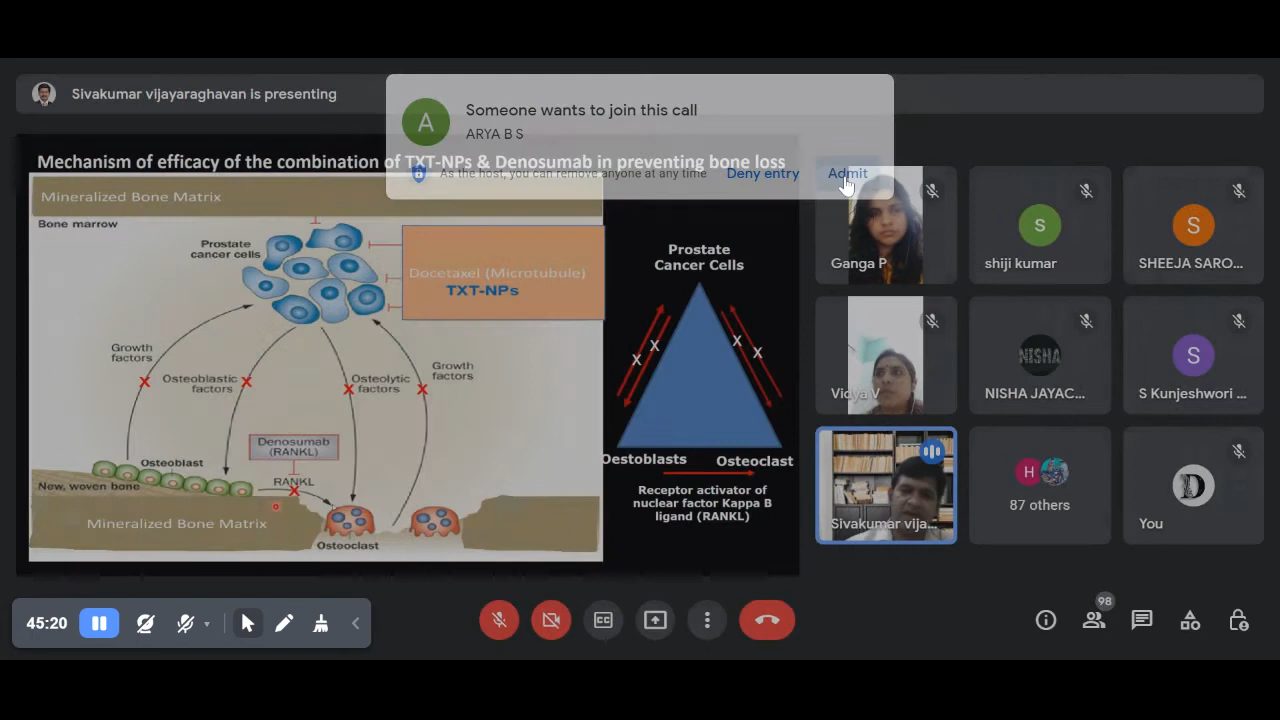 Sivakumar vijayaraghavan is presenting
A
Someone wants to join this call
ARYA B S
As the host, you can remove anyone at any time
Deny entry
Admit
Mechanism of efficacy of the combination of TXT-NPs & Denosumab in preventing bone loss
Mineralized Bone Matrix
Bone marrow
Prostate
cancer cells
Docetaxel (Microtubule)
TXT-NPs
Growth
factors
X
Osteoblastic
factors
X
Osteolytic
factors
X
Growth
factors
X
Denosumab
(RANKL)
Osteoblast
RANKL
X
New, woven bone
Mineralized Bone Matrix
Osteoclast
Prostate
Cancer Cells
X X
X X
Oestoblasts
Osteoclast
Receptor activator of
nuclear factor Kappa B
ligand (RANKL)
Ganga P
s
shiji kumar
S
SHEEJA SARO...
Vidya V
NISHA
NISHA JAYAC...
S
S Kunjeshwori ...
Sivakumar vija...
H
87 others
D
You
45:20
CC
98